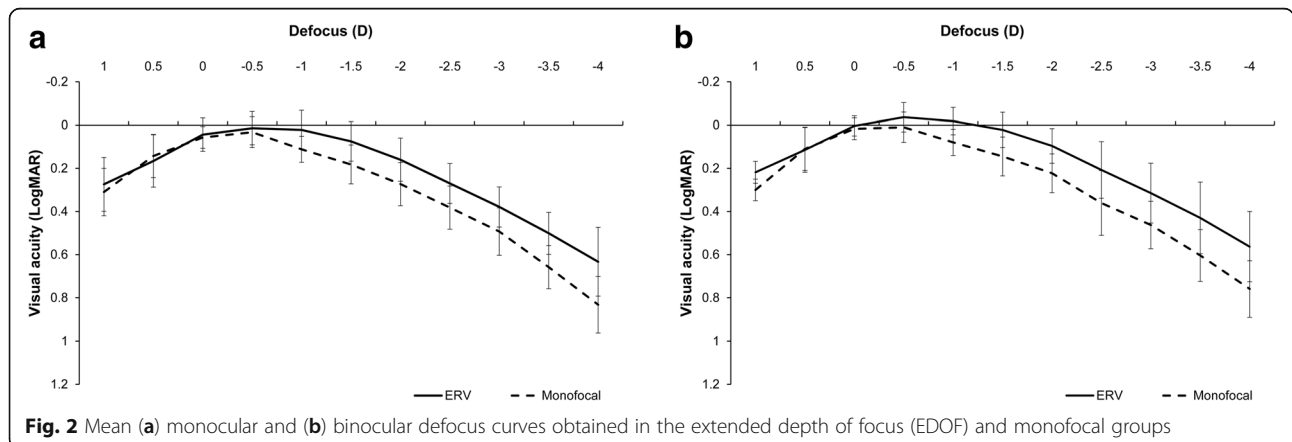 a
Defocus (D)
1 0.5 0 -0.5 -1 -1.5 -2 -2.5 -3 -3.5 -4
-0.2
0
0.2
0.4
0.6
0.8
1
1.2
Visual acuity (LogMAR)
ERV Monofocal
b
Defocus (D)
1 0.5 0 -0.5 -1 -1.5 -2 -2.5 -3 -3.5 -4
-0.2
0
0.2
0.4
0.6
0.8
1
1.2
Visual acuity (LogMAR)
ERV Monofocal
Fig. 2 Mean (a) monocular and (b) binocular defocus curves obtained in the extended depth of focus (EDOF) and monofocal groups